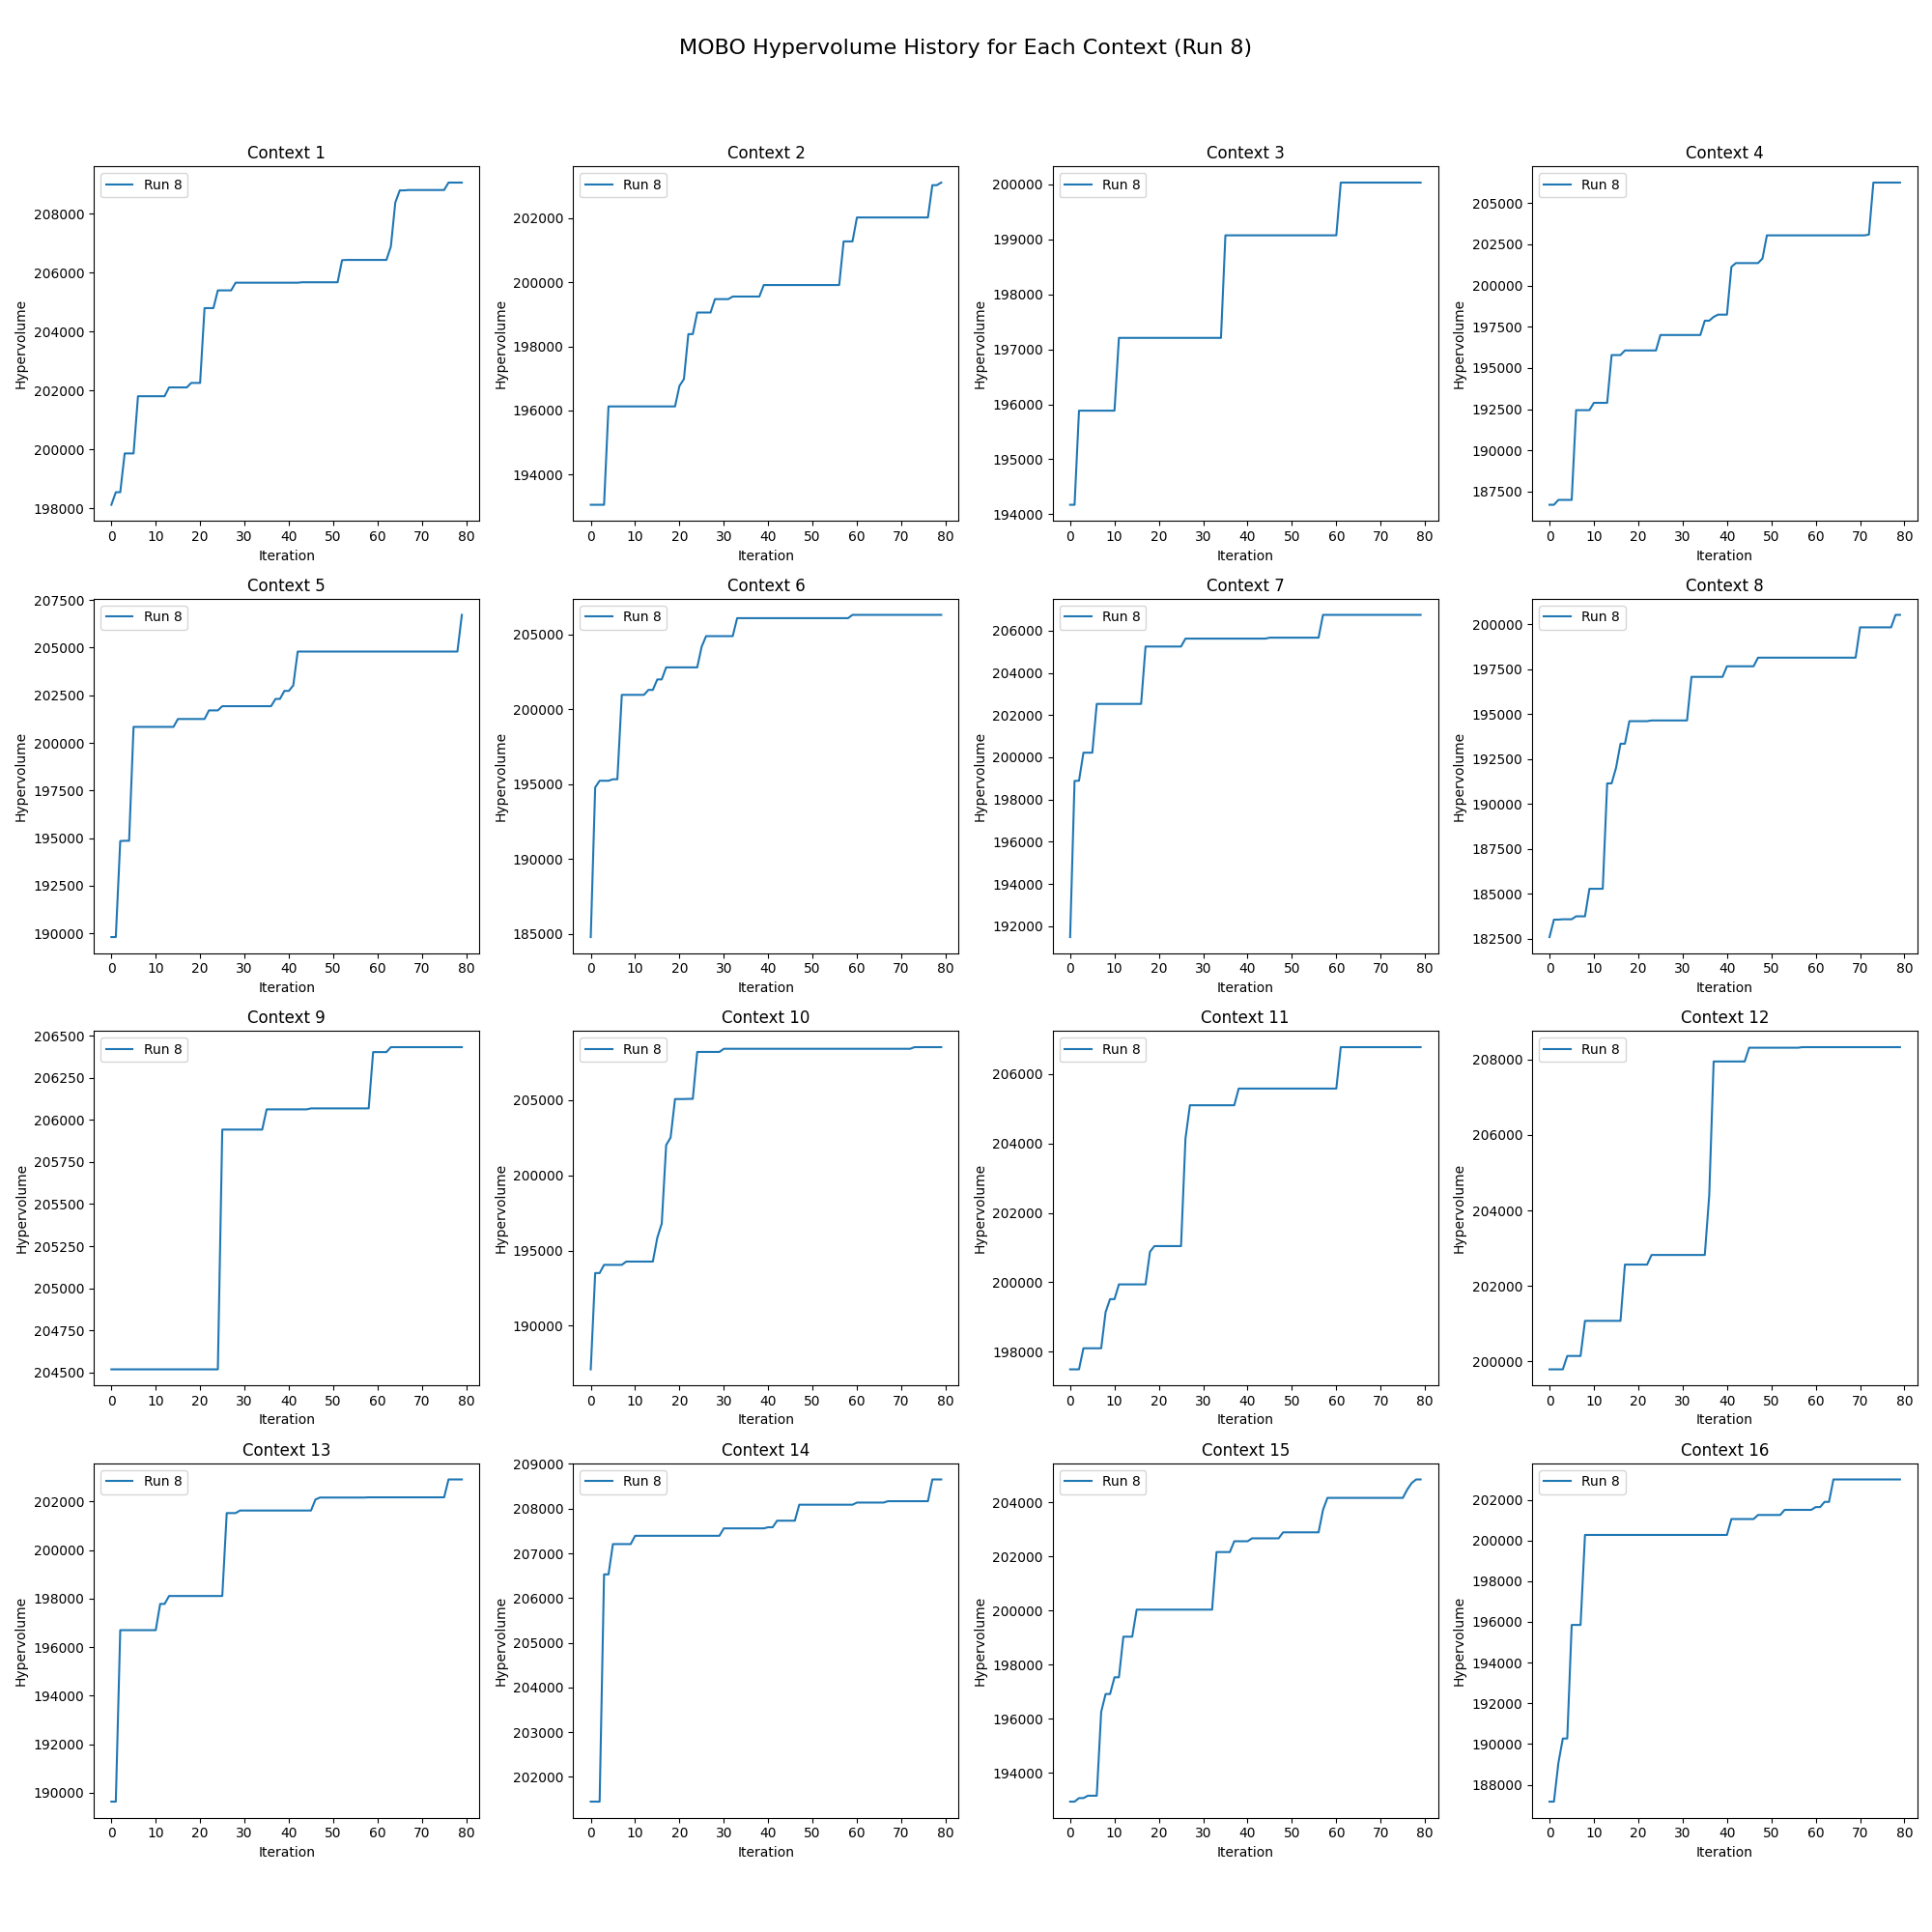 MOBO Hypervolume History for Each Context (Run 8)
Context 1
Run 8
Hypervolume
208000
206000
204000
202000
200000
198000
0 10 20 30 40 50 60 70 80
Iteration
Context 2
Run 8
Hypervolume
202000
200000
198000
196000
194000
0 10 20 30 40 50 60 70 80
Iteration
Context 3
Run 8
Hypervolume
200000
199000
198000
197000
196000
195000
194000
0 10 20 30 40 50 60 70 80
Iteration
Context 4
Run 8
Hypervolume
205000
202500
200000
197500
195000
192500
190000
187500
0 10 20 30 40 50 60 70 80
Iteration
Context 5
Run 8
Hypervolume
207500
205000
202500
200000
197500
195000
192500
190000
0 10 20 30 40 50 60 70 80
Iteration
Context 6
Run 8
Hypervolume
205000
200000
195000
190000
185000
0 10 20 30 40 50 60 70 80
Iteration
Context 7
Run 8
Hypervolume
206000
204000
202000
200000
198000
196000
194000
192000
0 10 20 30 40 50 60 70 80
Iteration
Context 8
Run 8
Hypervolume
200000
197500
195000
192500
190000
187500
185000
182500
0 10 20 30 40 50 60 70 80
Iteration
Context 9
Run 8
Hypervolume
206500
206250
206000
205750
205500
205250
205000
204750
204500
0 10 20 30 40 50 60 70 80
Iteration
Context 10
Run 8
Hypervolume
205000
200000
195000
190000
0 10 20 30 40 50 60 70 80
Iteration
Context 11
Run 8
Hypervolume
206000
204000
202000
200000
198000
0 10 20 30 40 50 60 70 80
Iteration
Context 12
Run 8
Hypervolume
208000
206000
204000
202000
200000
0 10 20 30 40 50 60 70 80
Iteration
Context 13
Run 8
Hypervolume
202000
200000
198000
196000
194000
192000
190000
0 10 20 30 40 50 60 70 80
Iteration
Context 14
Run 8
Hypervolume
209000
208000
207000
206000
205000
204000
203000
202000
0 10 20 30 40 50 60 70 80
Iteration
Context 15
Run 8
Hypervolume
204000
202000
200000
198000
196000
194000
0 10 20 30 40 50 60 70 80
Iteration
Context 16
Run 8
Hypervolume
202000
200000
198000
196000
194000
192000
190000
188000
0 10 20 30 40 50 60 70 80
Iteration